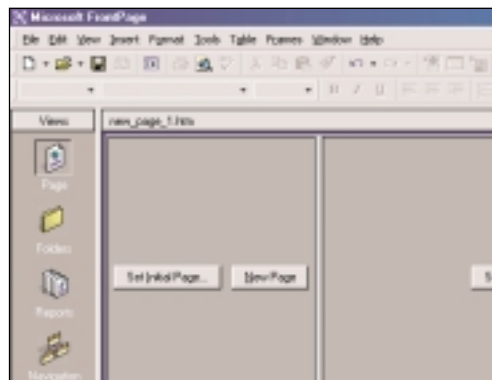 Microsoft FrontPage
File Edit View Insert Format Tools Table Frames Window Help
B I U
Views
new_page_1.htm
Page
Folders
Reports
Navigation
Set Initial Page... New Page
S